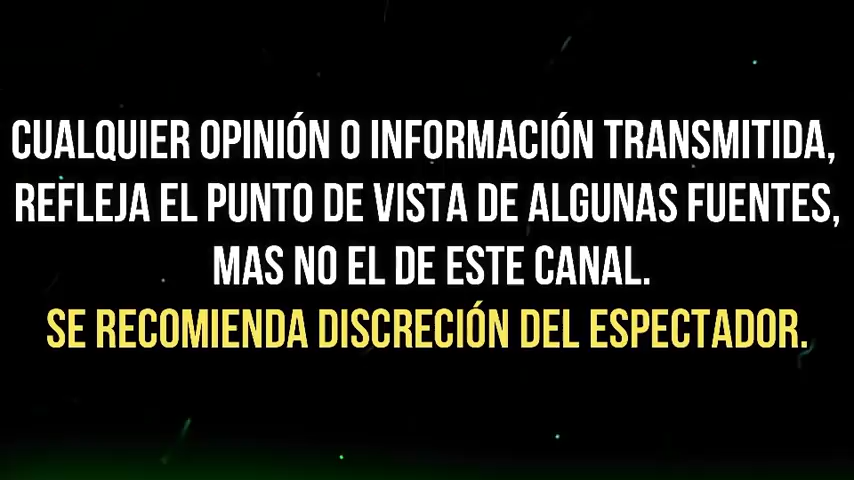 CUALQUIER OPINIÓN O INFORMACIÓN TRANSMITIDA,
REFLEJA EL PUNTO DE VISTA DE ALGUNAS FUENTES,
MAS NO EL DE ESTE CANAL.
SE RECOMIENDA DISCRECIÓN DEL ESPECTADOR.